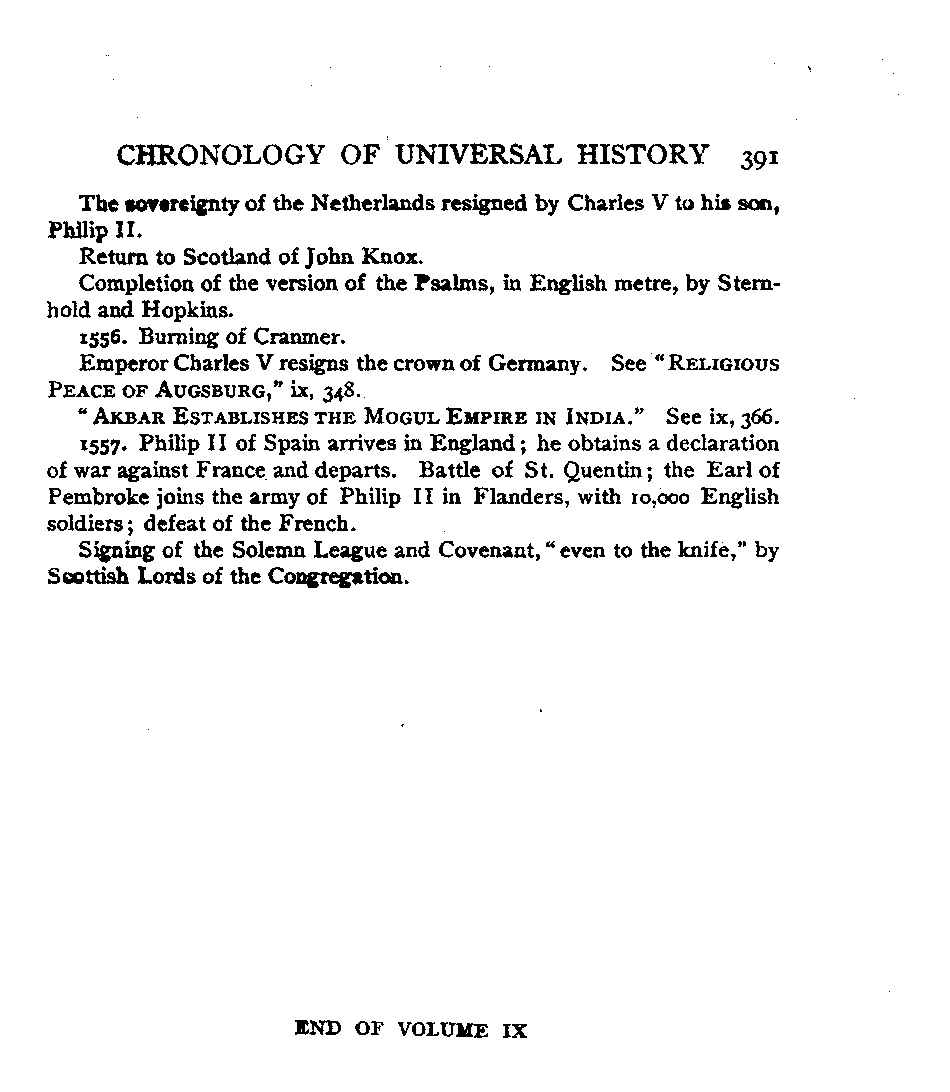 CHRONOLOGY OF UNIVERSAL HISTORY 391
The sovereignty of the Netherlands resigned by Charles V to his son,
Philip II.
Return to Scotland of John Knox.
Completion of the version of the Psalms, in English metre, by Stern-
hold and Hopkins.
1556. Burning of Cranmer.
Emperor Charles V resigns the crown of Germany. See "RELIGIOUS
PEACE OF AUGSBURG," ix, 348.
"AKBAR ESTABLISHES THE MOGUL EMPIRE IN INDIA." See ix, 366.
1557. Philip II of Spain arrives in England; he obtains a declaration
of war against France and departs. Battle of St. Quentin; the Earl of
Pembroke joins the army of Philip II in Flanders, with 10,000 English
soldiers; defeat of the French.
Signing of the Solemn League and Covenant, "even to the knife," by
Scottish Lords of the Congregation.
END OF VOLUME IX